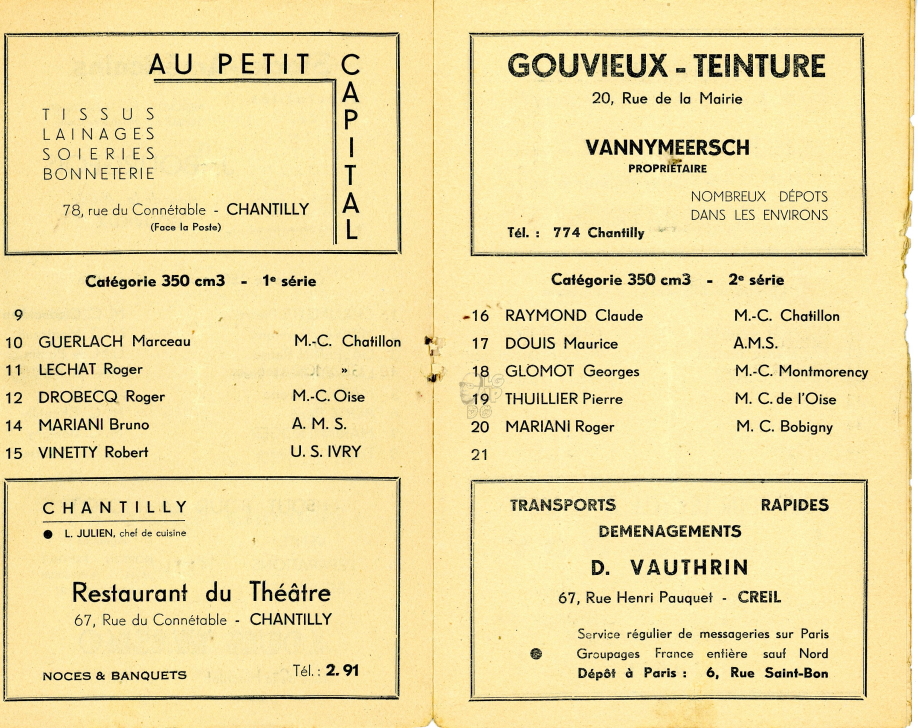 AU PETIT CAPITAL
TISSUS
LAINAGES
SOIERIES
BONNETERIE
78, rue du Connétable - CHANTILLY
(Face la Poste)
Catégorie 350 cm3 - 1e série
9
10 GUERLACH Marceau M.-C. Chatillon
11 LECHAT Roger »
12 DROBECQ Roger M.-C. Oise
14 MARIANI Bruno A. M. S.
15 VINETTY Robert U. S. IVRY
CHANTILLY
● L. JULIEN, chef de cuisine
Restaurant du Théâtre
67, Rue du Connétable - CHANTILLY
NOCES & BANQUETS Tél. : 2.91
GOUVIEUX - TEINTURE
20, Rue de la Mairie
VANNYMEERSCH
PROPRIÉTAIRE
NOMBREUX DÉPOTS
DANS LES ENVIRONS
Tél. : 774 Chantilly
Catégorie 350 cm3 - 2e série
16 RAYMOND Claude M.-C. Chatillon
17 DOUIS Maurice A.M.S.
18 GLOMOT Georges M.-C. Montmorency
19 THUILLIER Pierre M. C. de l'Oise
20 MARIANI Roger M. C. Bobigny
21
TRANSPORTS RAPIDES
DEMENAGEMENTS
D. VAUTHRIN
67, Rue Henri Pauquet - CREIL
Service régulier de messageries sur Paris
● Groupages France entière sauf Nord
Dépôt à Paris : 6, Rue Saint-Bon